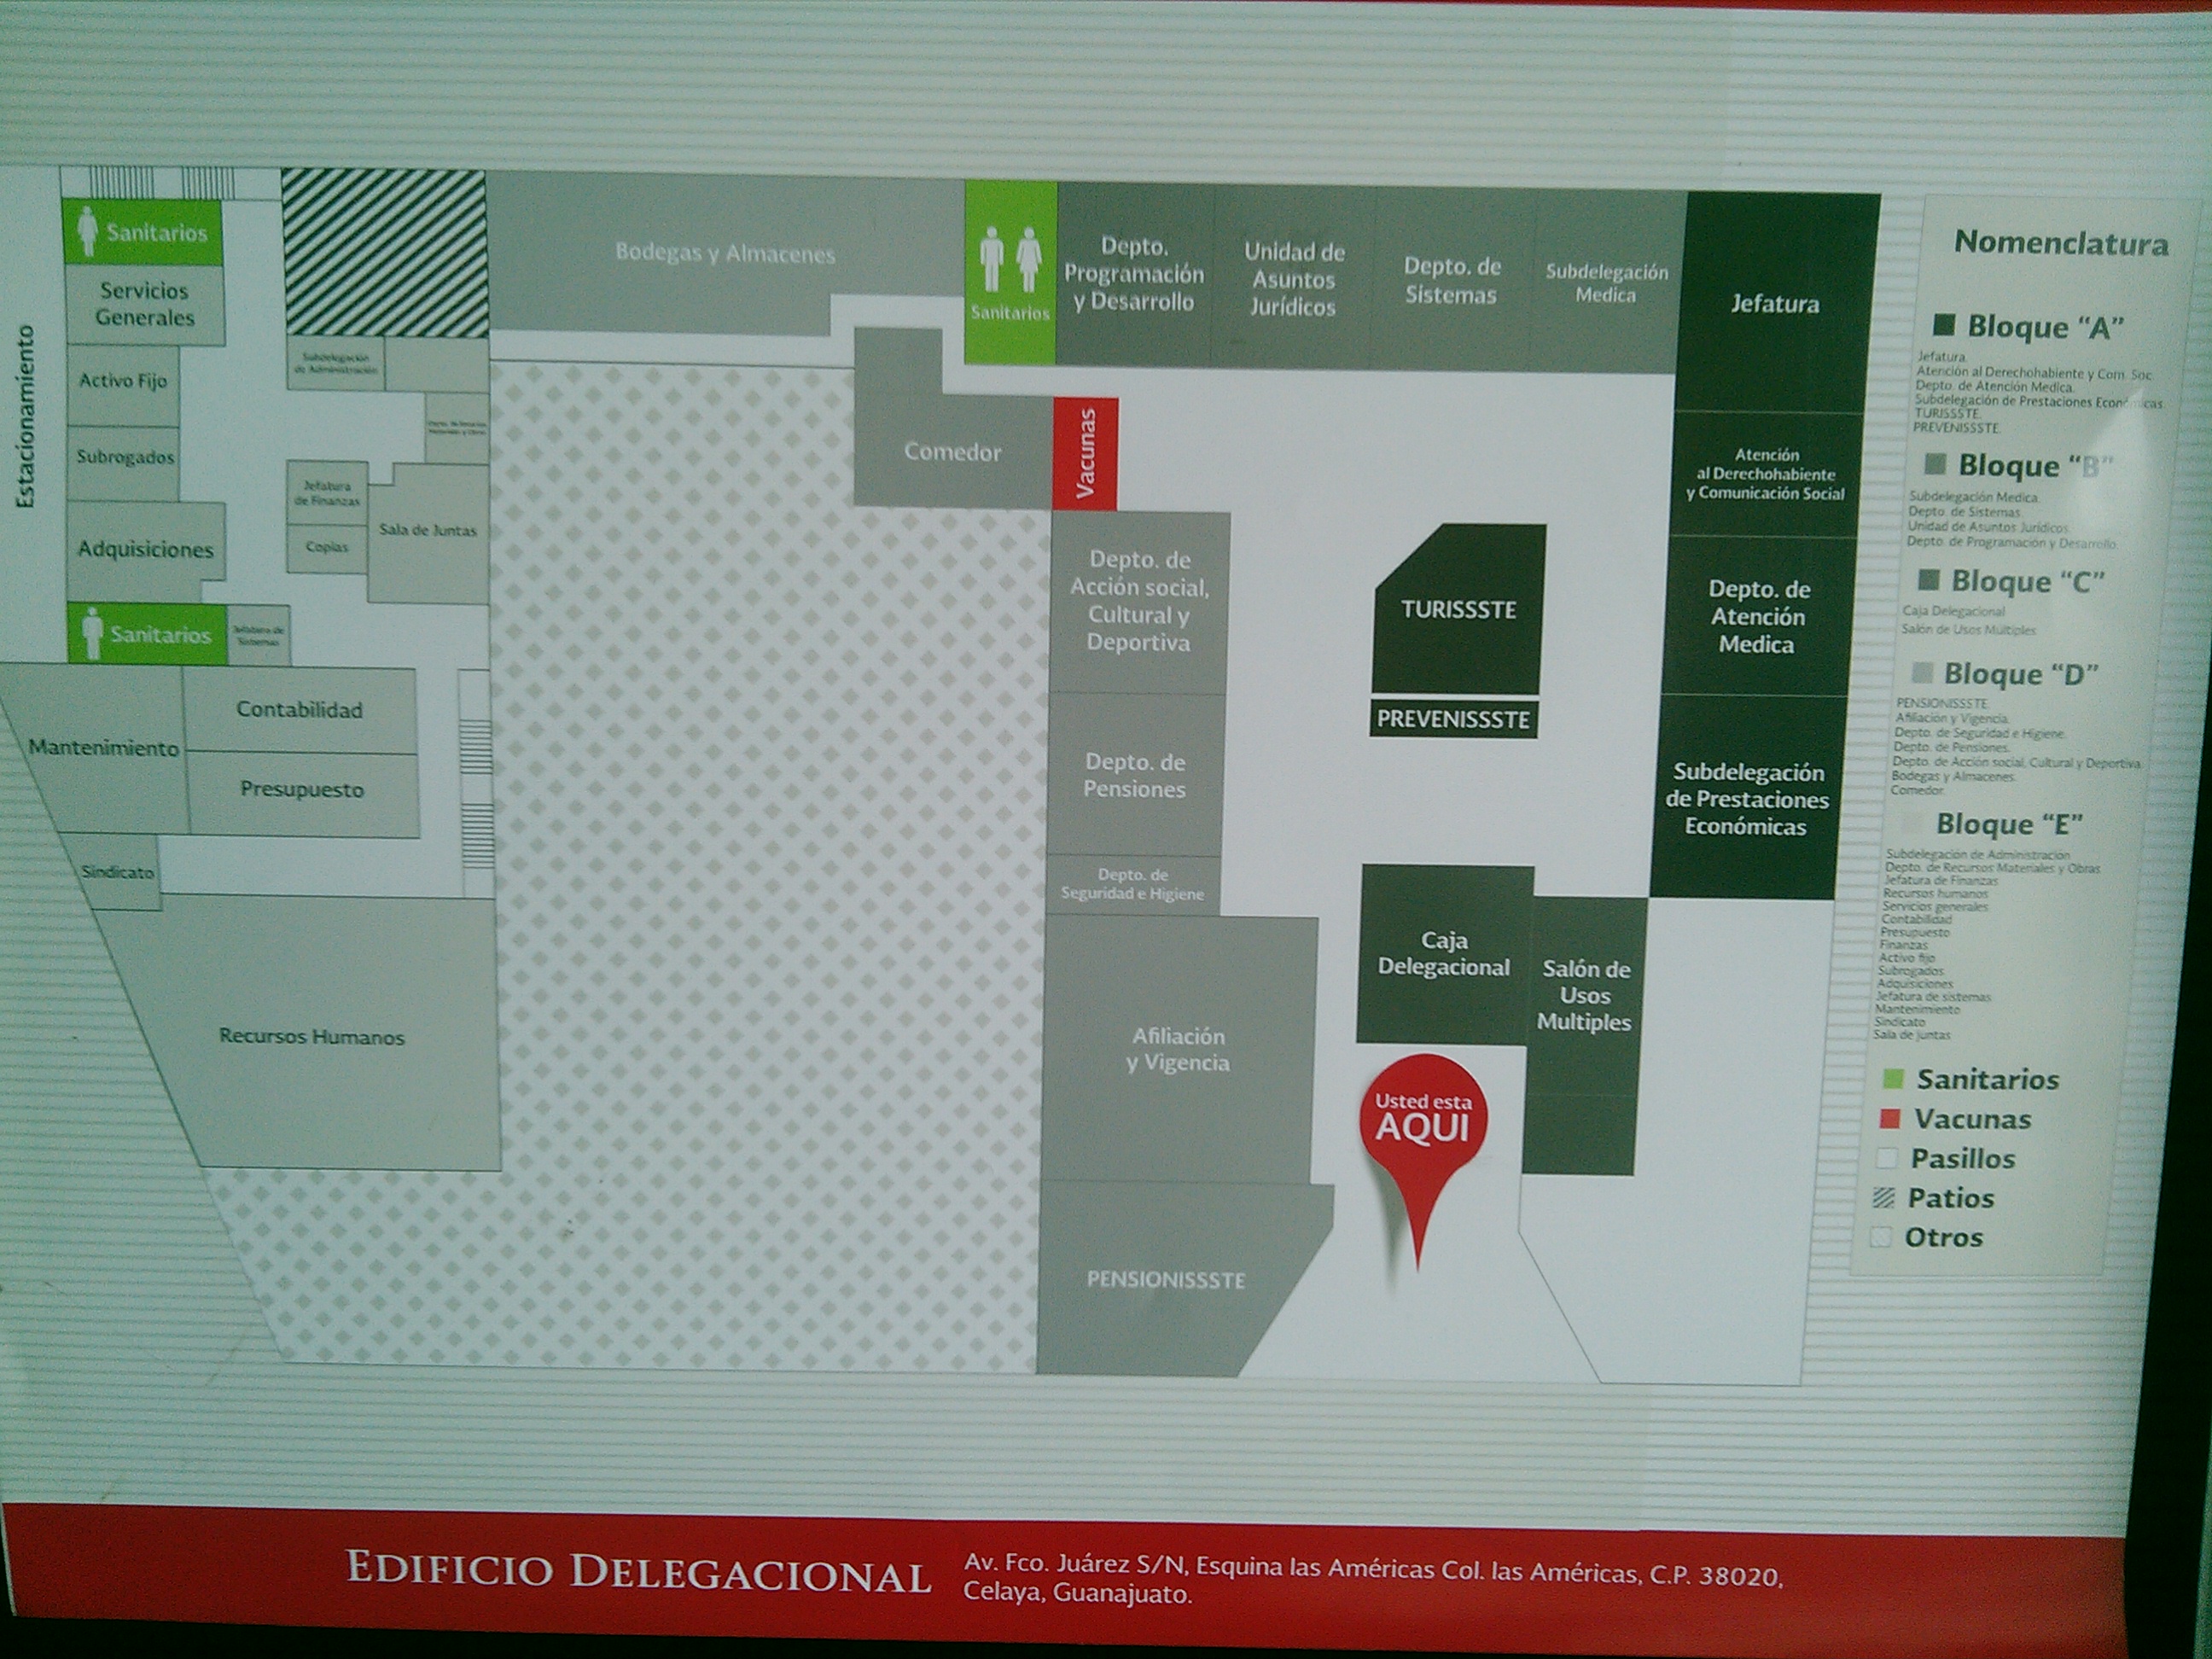 Estacionamiento
Sanitarios
Servicios
Generales
Activo Fijo
Subrogados
Adquisiciones
Sanitarios
Jefatura de
Sistemas
Subdelegación
de Administración
Jefatura
de Finanzas
Copias
Sala de Juntas
Mantenimiento
Contabilidad
Presupuesto
Sindicato
Recursos Humanos
Bodegas y Almacenes
Comedor
Sanitarios
Vacunas
Depto.
Programación
y Desarrollo
Unidad de
Asuntos
Jurídicos
Depto. de
Sistemas
Subdelegación
Medica
Jefatura
Atención
al Derechohabiente
y Comunicación Social
Depto. de
Atención
Medica
Subdelegación
de Prestaciones
Económicas
TURISSSTE
PREVENISSSTE
Depto. de
Acción social,
Cultural y
Deportiva
Depto. de
Pensiones
Depto. de
Seguridad e Higiene
Afiliación
y Vigencia
PENSIONISSSTE
Caja
Delegacional
Salón de
Usos
Multiples
Usted esta
AQUI
Nomenclatura
Bloque “A”
Jefatura.
Atención al Derechohabiente y Com. Soc.
Depto. de Atención Medica.
Subdelegación de Prestaciones Económicas.
TURISSSTE.
PREVENISSSTE.
Bloque “B”
Subdelegación Medica.
Depto. de Sistemas.
Unidad de Asuntos Jurídicos.
Depto. de Programación y Desarrollo.
Bloque “C”
Caja Delegacional
Salón de Usos Múltiples.
Bloque “D”
PENSIONISSSTE.
Afiliación y Vigencia.
Depto. de Seguridad e Higiene.
Depto. de Pensiones.
Depto. de Acción social, Cultural y Deportiva.
Bodegas y Almacenes.
Comedor.
Bloque “E”
Subdelegación de Administración
Depto. de Recursos Materiales y Obras
Jefatura de Finanzas
Recursos humanos
Servicios generales
Contabilidad
Presupuesto
Finanzas
Activo fijo
Subrogados
Adquisiciones
Jefatura de sistemas
Mantenimiento
Sindicato
Sala de juntas
Sanitarios
Vacunas
Pasillos
Patios
Otros
EDIFICIO DELEGACIONAL
Av. Fco. Juárez S/N, Esquina las Américas Col. las Américas, C.P. 38020,
Celaya, Guanajuato.